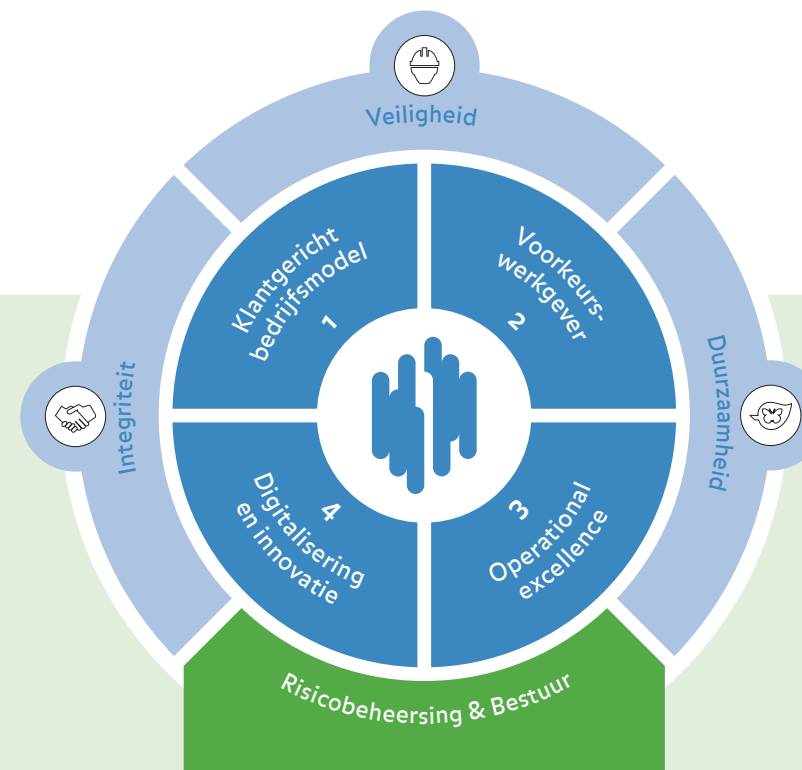 Veiligheid
Klantgericht
bedrijfsmodel
1
Voorkeurs-
werkgever
2
Integriteit
Duurzaamheid
4
Digitalisering
en innovatie
3
Operational
excellence
Risicobeheersing & Bestuur